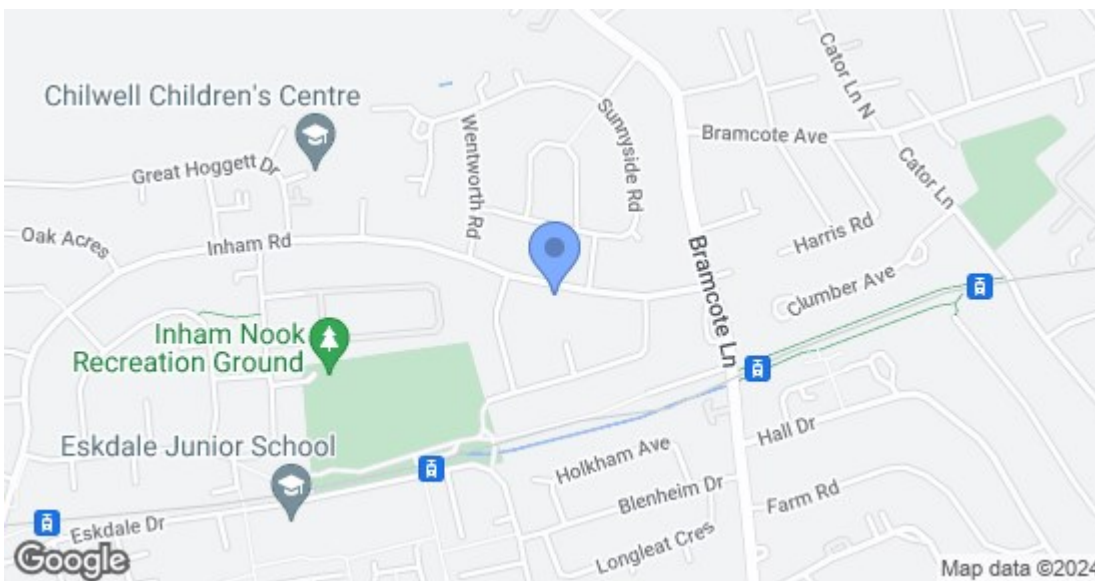 Chilwell Children's Centre
Great Hoggett Dr
Oak Acres
Inham Rd
Wentworth Rd
Sunnyside Rd
Bramcote Ave
Cator Ln N
Cator Ln
Harris Rd
Clumber Ave
Bramcote Ln
Inham Nook
Recreation Ground
Eskdale Junior School
Eskdale Dr
Hall Dr
Holkham Ave
Blenheim Dr
Farm Rd
Longleat Cres
Google
Map data ©2024